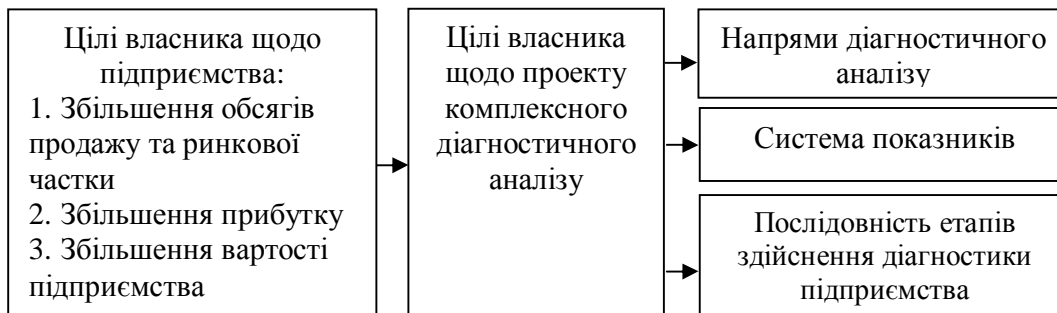 Цілі власника щодо
підприємства:
1. Збільшення обсягів
продажу та ринкової
частки
2. Збільшення прибутку
3. Збільшення вартості
підприємства
Цілі власника
щодо проекту
комплексного
діагностичного
аналізу
Напрями діагностичного
аналізу
Система показників
Послідовність етапів
здійснення діагностики
підприємства